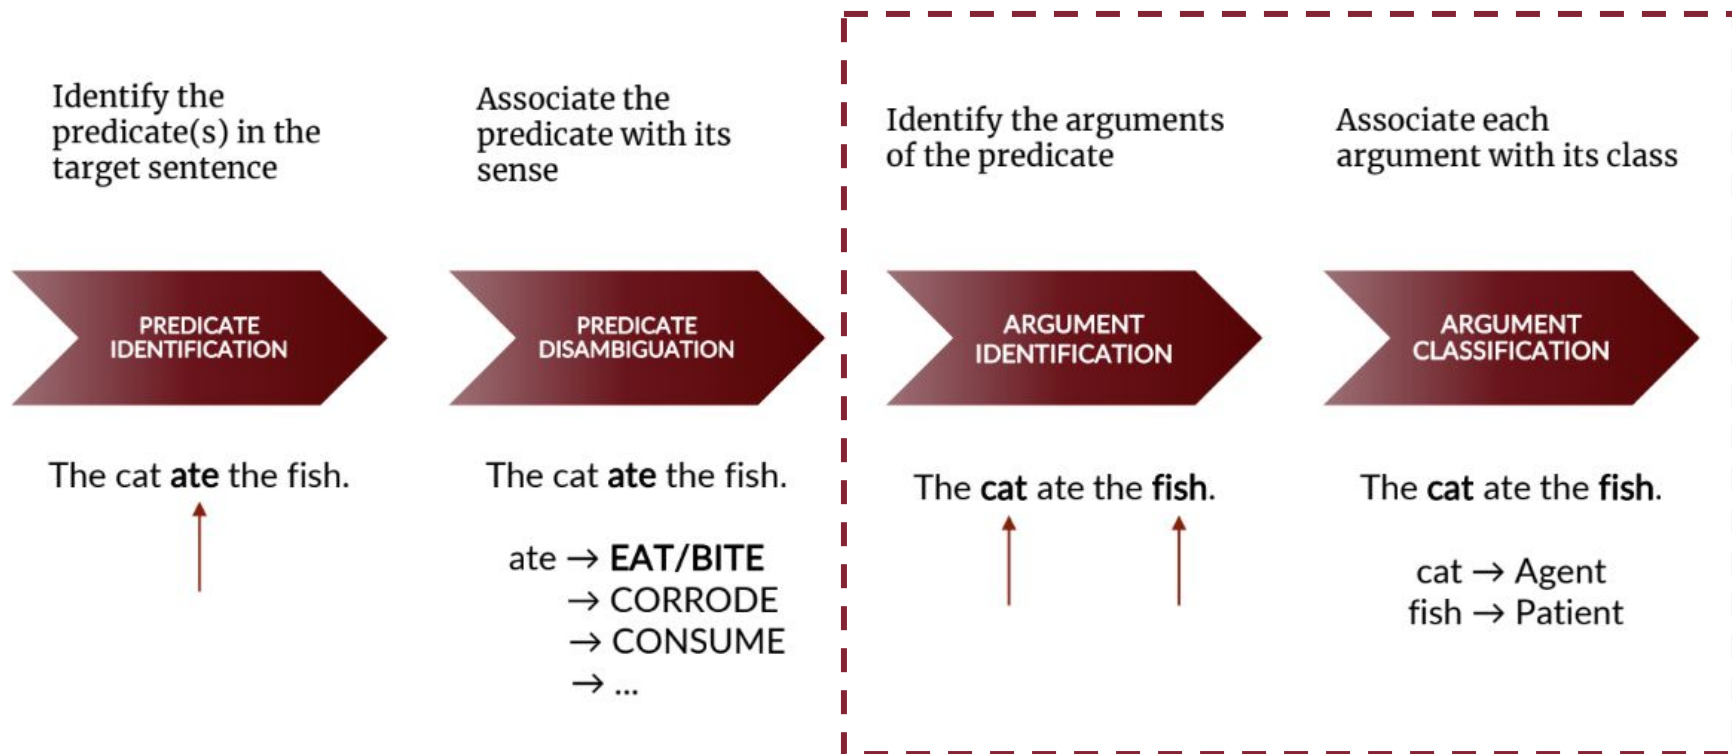 Identify the
predicate(s) in the
target sentence
PREDICATE
IDENTIFICATION
The cat ate the fish.
Associate the
predicate with its
sense
PREDICATE
DISAMBIGUATION
The cat ate the fish.
ate → EAT/BITE
→ CORRODE
→ CONSUME
→ ...
Identify the arguments
of the predicate
ARGUMENT
IDENTIFICATION
The cat ate the fish.
Associate each
argument with its class
ARGUMENT
CLASSIFICATION
The cat ate the fish.
cat → Agent
fish → Patient